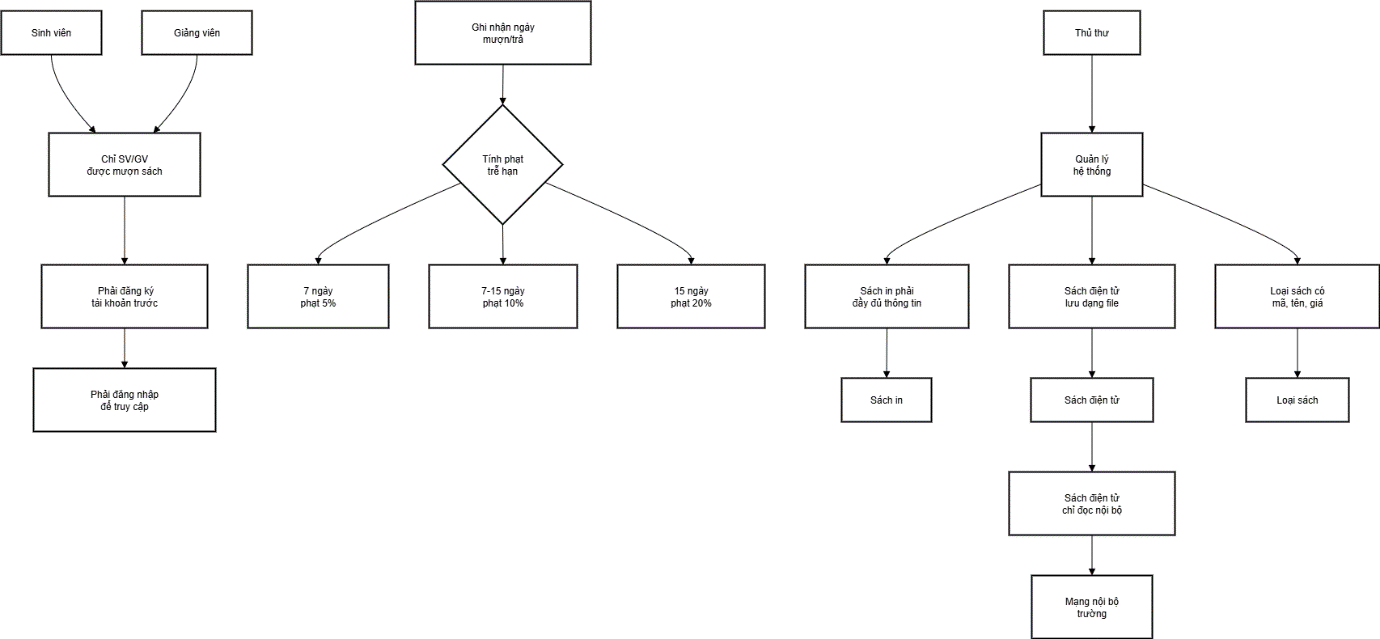 Sinh viên
Giảng viên
Ghi nhận ngày
mượn/trả
Thủ thư
Chỉ SV/GV
được mượn sách
Tính phạt
trễ hạn
Quản lý
hệ thống
Phải đăng ký
tài khoản trước
7 ngày
phạt 5%
7-15 ngày
phạt 10%
15 ngày
phạt 20%
Sách in phải
đầy đủ thông tin
Sách điện tử
lưu dạng file
Loại sách có
mã, tên, giá
Phải đăng nhập
để truy cập
Sách in
Sách điện tử
Loại sách
Sách điện tử
chỉ đọc nội bộ
Mạng nội bộ
trường